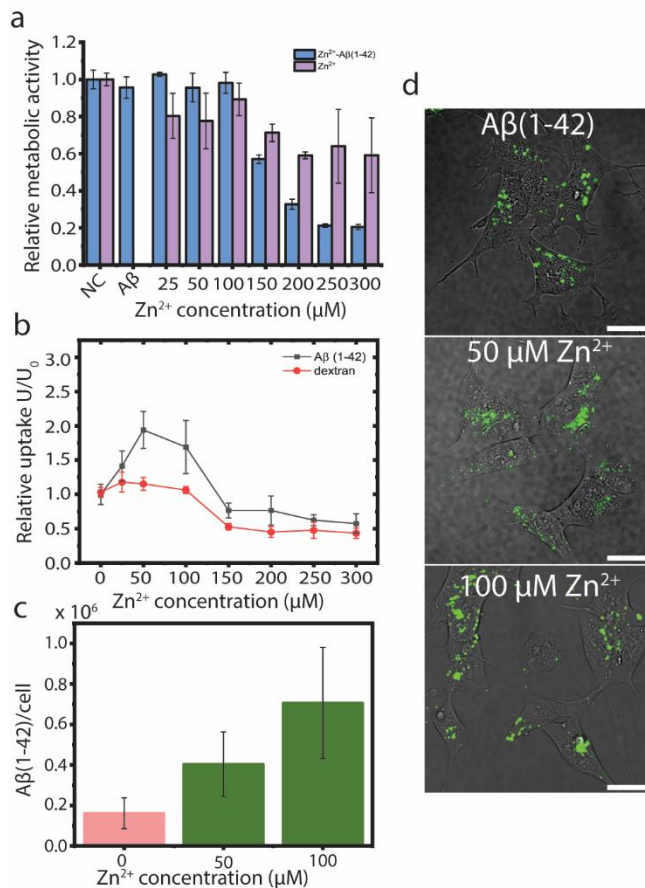 a
Relative metabolic activity
1.2
1.0
0.8
0.6
0.4
0.2
0.0
Zn²⁺-Aβ(1-42)
Zn²⁺
NC Aβ 25 50 100 150 200 250 300
Zn²⁺ concentration (µM)
b
Relative uptake U/U₀
3.0
2.5
2.0
1.5
1.0
0.5
0.0
Aβ (1-42)
dextran
0 50 100 150 200 250 300
Zn²⁺ concentration (µM)
c
x 10⁶
Aβ(1-42)/cell
1.0
0.8
0.6
0.4
0.2
0.0
0 50 100
Zn²⁺ concentration (µM)
d
Aβ(1-42)
50 µM Zn²⁺
100 µM Zn²⁺